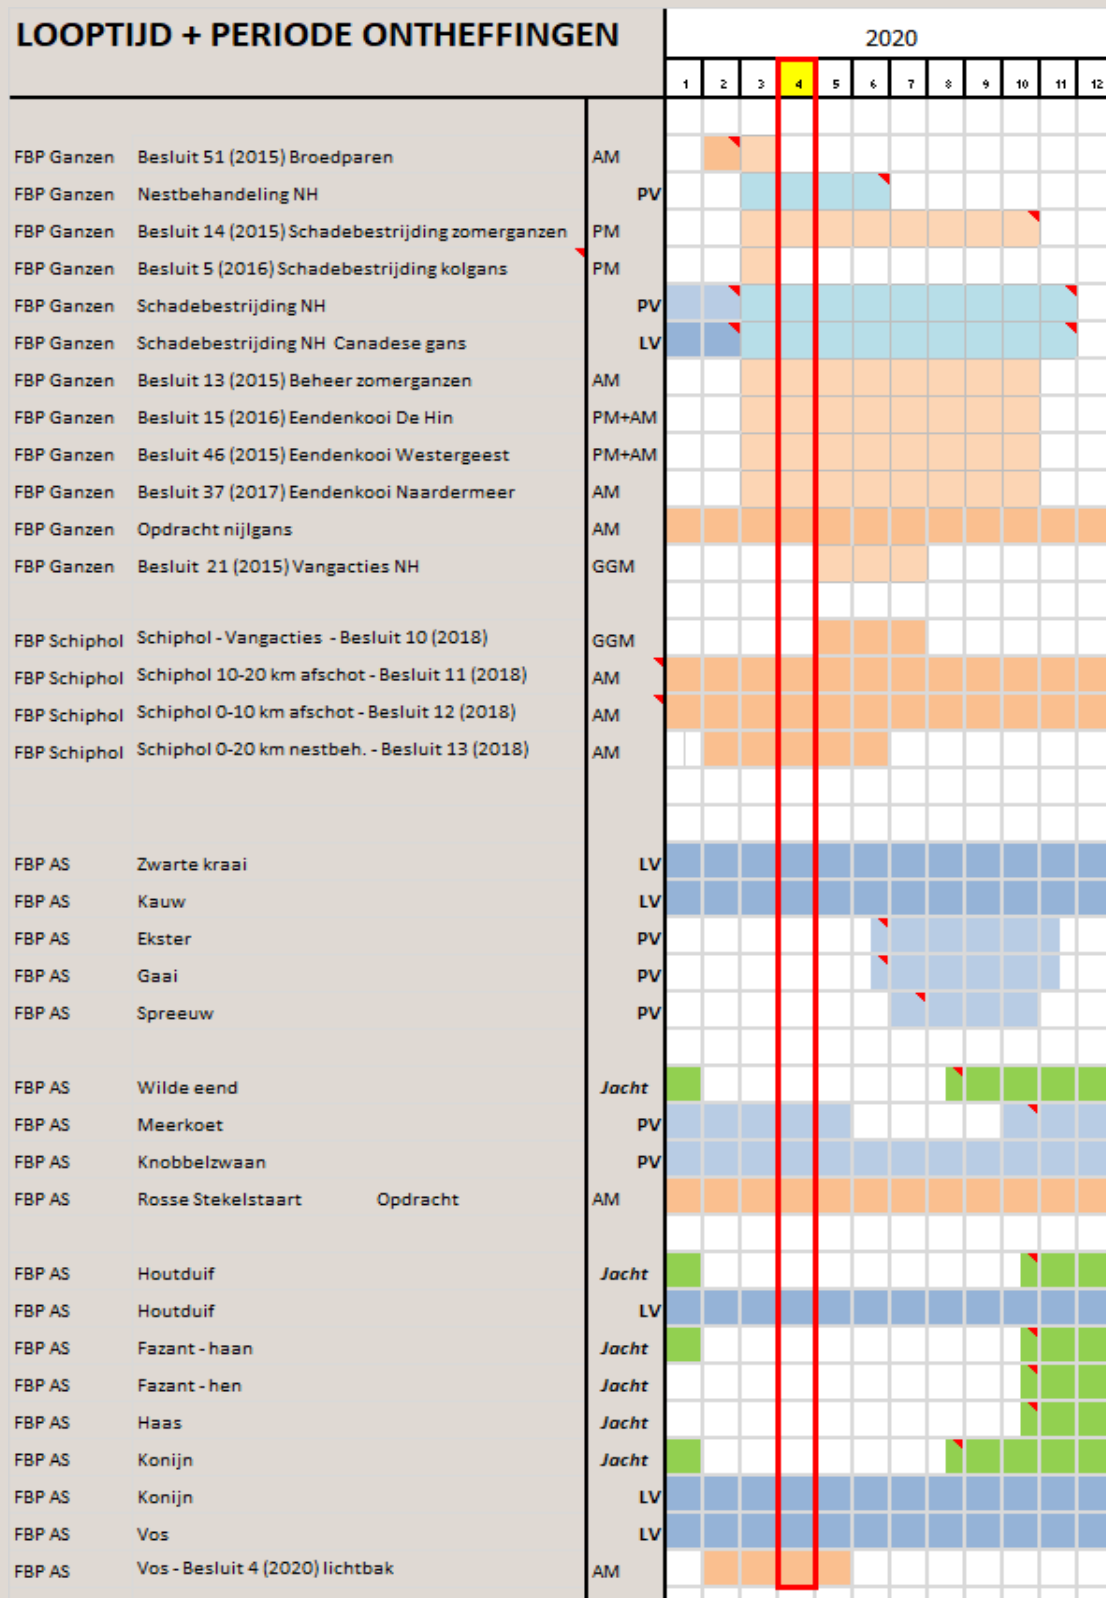 LOOPTIJD + PERIODE ONTHEFFINGEN 2020
1 2 3 4 5 6 7 8 9 10 11 12
FBP Ganzen Besluit 51 (2015) Broedparen AM
FBP Ganzen Nestbehandeling NH PV
FBP Ganzen Besluit 14 (2015) Schadebestrijding zomerganzen PM
FBP Ganzen Besluit 5 (2016) Schadebestrijding kolgans PM
FBP Ganzen Schadebestrijding NH PV
FBP Ganzen Schadebestrijding NH Canadese gans LV
FBP Ganzen Besluit 13 (2015) Beheer zomerganzen AM
FBP Ganzen Besluit 15 (2016) Eendenkooi De Hin PM+AM
FBP Ganzen Besluit 46 (2015) Eendenkooi Westergeest PM+AM
FBP Ganzen Besluit 37 (2017) Eendenkooi Naardermeer AM
FBP Ganzen Opdracht nijlgans AM
FBP Ganzen Besluit 21 (2015) Vangacties NH GGM
FBP Schiphol Schiphol - Vangacties - Besluit 10 (2018) GGM
FBP Schiphol Schiphol 10-20 km afschot - Besluit 11 (2018) AM
FBP Schiphol Schiphol 0-10 km afschot - Besluit 12 (2018) AM
FBP Schiphol Schiphol 0-20 km nestbeh. - Besluit 13 (2018) AM
FBP AS Zwarte kraai LV
FBP AS Kauw LV
FBP AS Ekster PV
FBP AS Gaai PV
FBP AS Spreeuw PV
FBP AS Wilde eend Jacht
FBP AS Meerkoet PV
FBP AS Knobbelzwaan PV
FBP AS Rosse Stekelstaart Opdracht AM
FBP AS Houtduif Jacht
FBP AS Houtduif LV
FBP AS Fazant - haan Jacht
FBP AS Fazant - hen Jacht
FBP AS Haas Jacht
FBP AS Konijn Jacht
FBP AS Konijn LV
FBP AS Vos LV
FBP AS Vos - Besluit 4 (2020) lichtbak AM